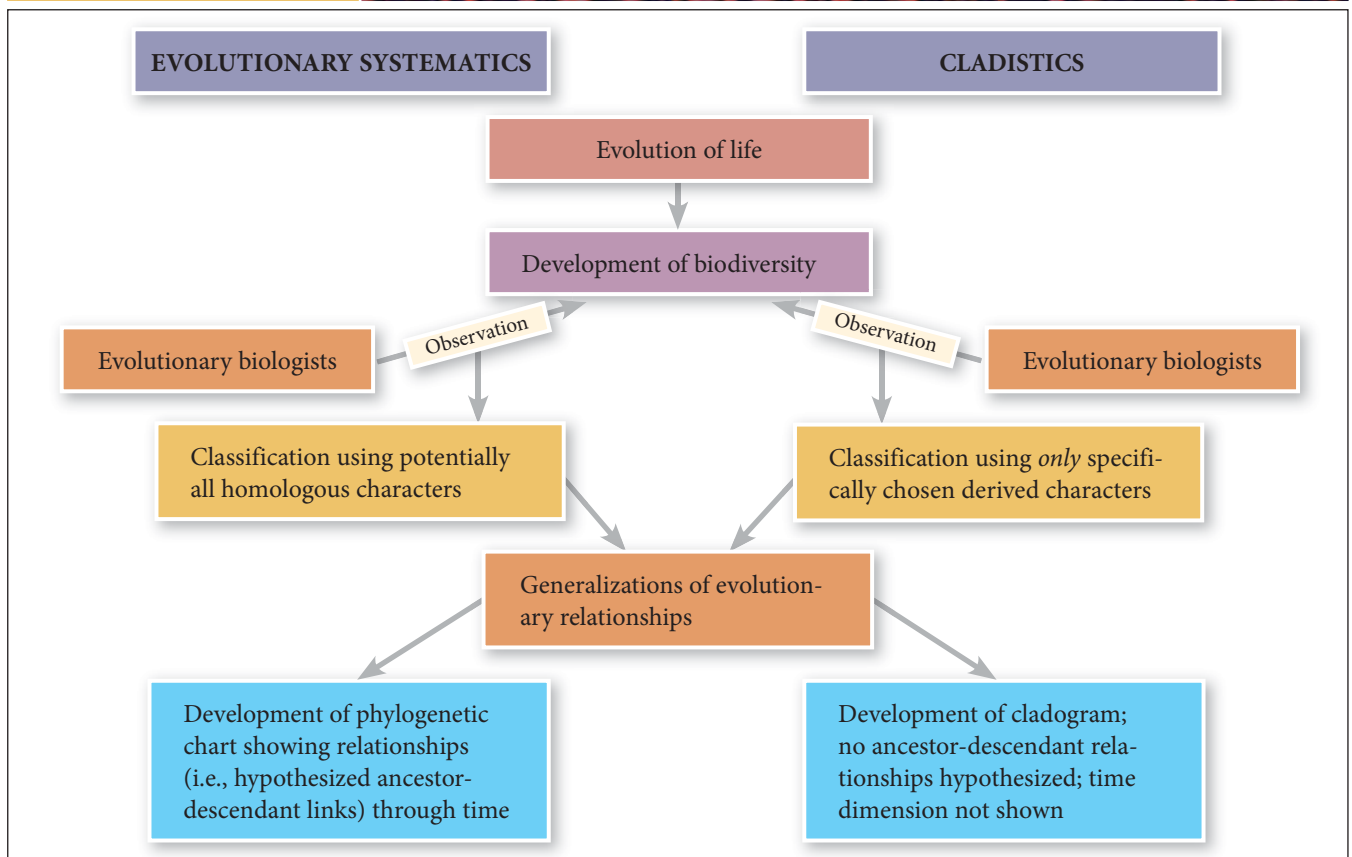 EVOLUTIONARY SYSTEMATICS
CLADISTICS
Evolution of life
Development of biodiversity
Observation
Observation
Evolutionary biologists
Evolutionary biologists
Classification using potentially
all homologous characters
Classification using only specifi-
cally chosen derived characters
Generalizations of evolution-
ary relationships
Development of phylogenetic
chart showing relationships
(i.e., hypothesized ancestor-
descendant links) through time
Development of cladogram;
no ancestor-descendant rela-
tionships hypothesized; time
dimension not shown